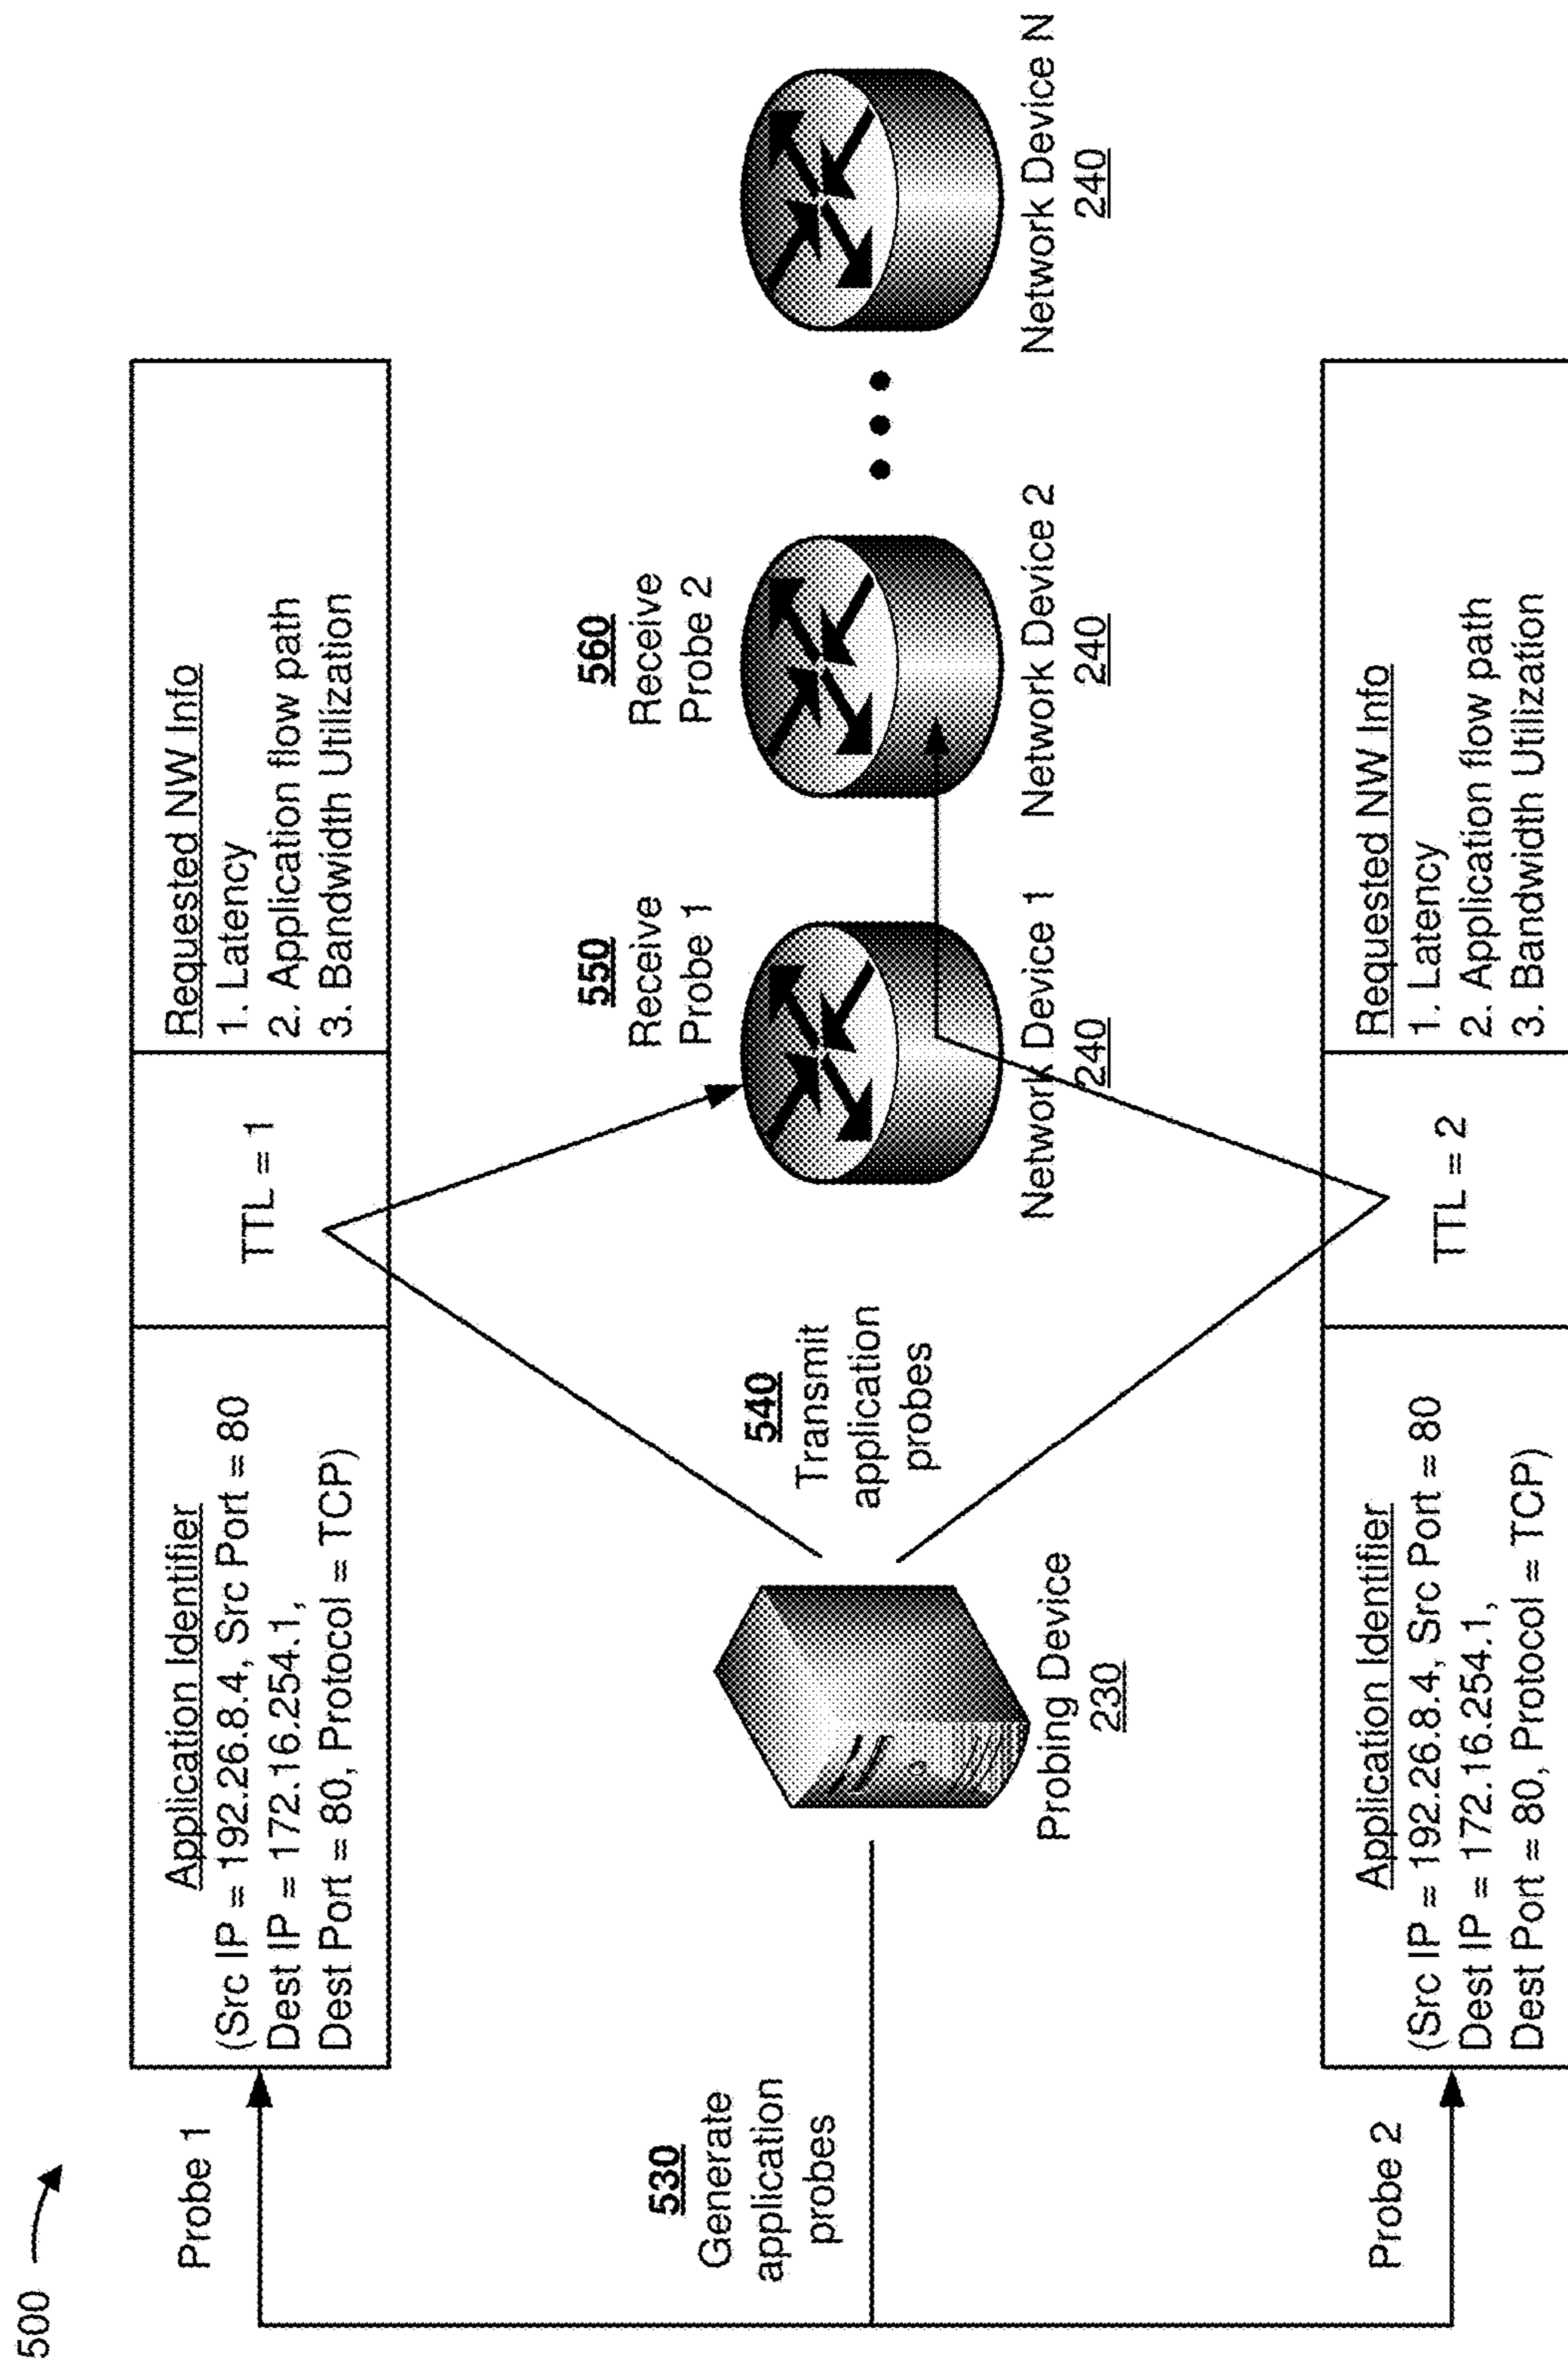 500
Probe 1
Application Identifier
(Src IP = 192.26.8.4, Src Port = 80
Dest IP = 172.16.254.1,
Dest Port = 80, Protocol = TCP)
TTL = 1
Requested NW Info
1. Latency
2. Application flow path
3. Bandwidth Utilization
530
Generate
application
probes
Probing Device
230
540
Transmit
application
probes
550
Receive
Probe 1
Network Device 1
240
560
Receive
Probe 2
Network Device 2
240
Network Device N
240
Probe 2
Application Identifier
(Src IP = 192.26.8.4, Src Port = 80
Dest IP = 172.16.254.1,
Dest Port = 80, Protocol = TCP)
TTL = 2
Requested NW Info
1. Latency
2. Application flow path
3. Bandwidth Utilization